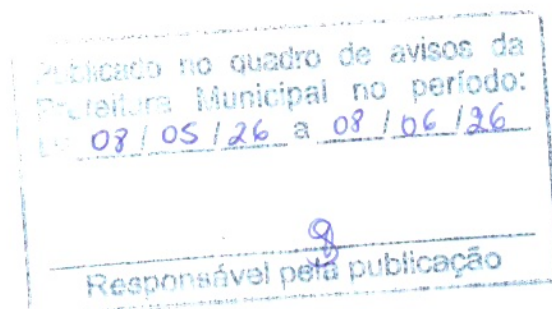 Publicado no quadro de avisos da
Prefeitura Municipal no período:
08/05/26 a 08/06/26
Responsável pela publicação